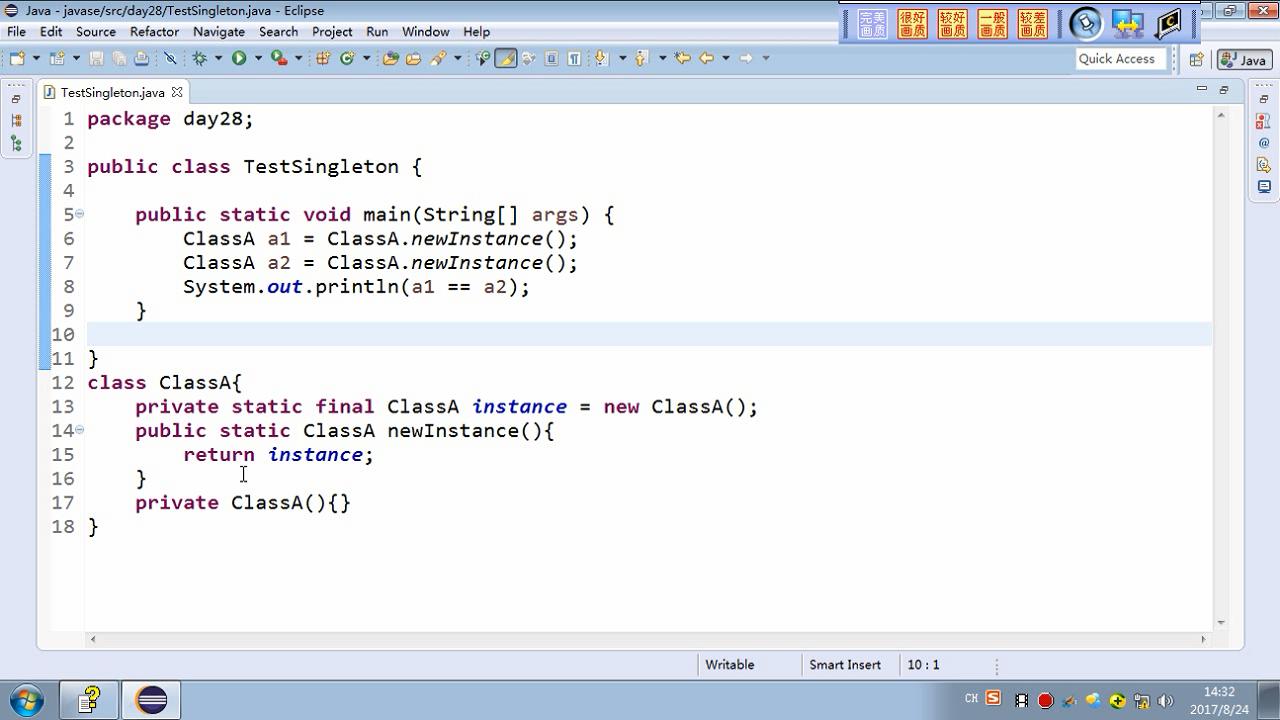 Java - javase/src/day28/TestSingleton.java - Eclipse
完美画质 很好画质 较好画质 一般画质 较差画质
File Edit Source Refactor Navigate Search Project Run Window Help
Quick Access
Java
TestSingleton.java
1 package day28;
2
3 public class TestSingleton {
4
5 public static void main(String[] args) {
6 ClassA a1 = ClassA.newInstance();
7 ClassA a2 = ClassA.newInstance();
8 System.out.println(a1 == a2);
9 }
10
11 }
12 class ClassA{
13 private static final ClassA instance = new ClassA();
14 public static ClassA newInstance(){
15 return instance;
16 }
17 private ClassA(){}
18 }
Writable Smart Insert 10 : 1
CH
14:32
2017/8/24